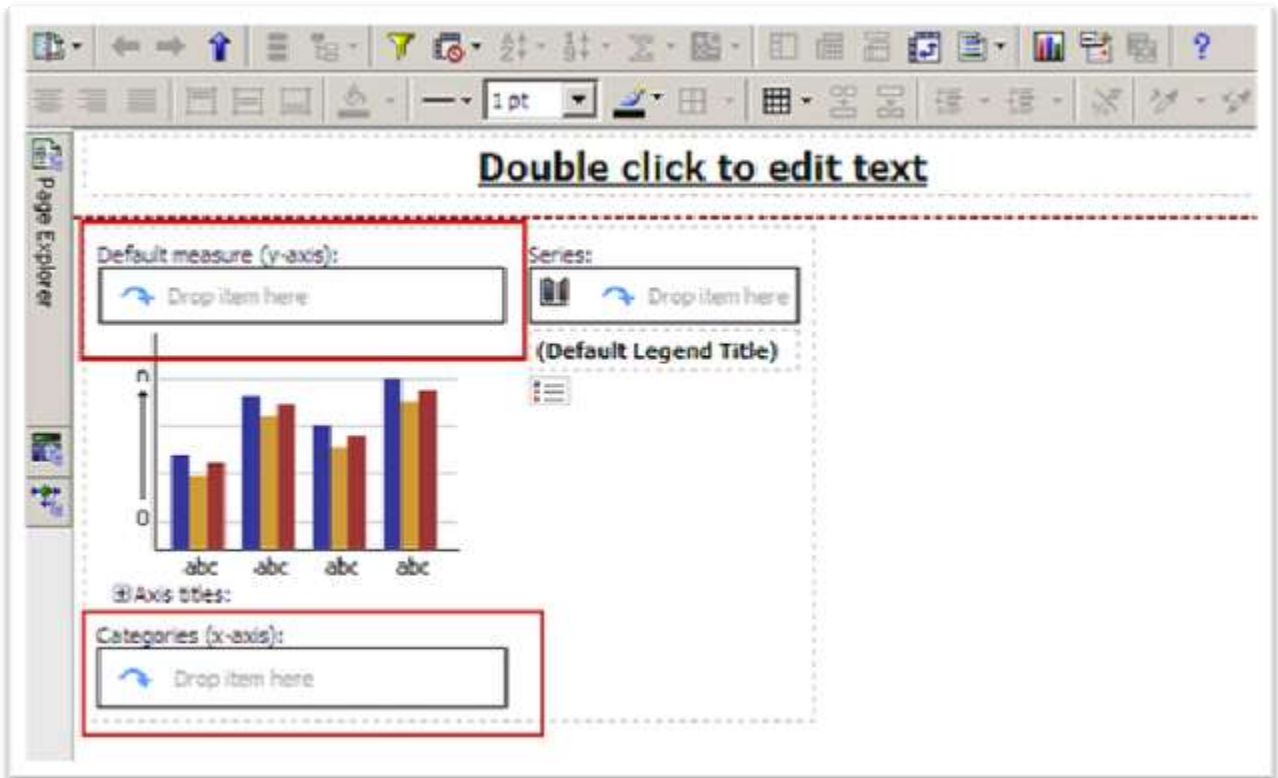 1 pt
Page Explorer
Double click to edit text
Default measure (y-axis):
Drop item here
Series:
Drop item here
(Default Legend Title)
n
0
abc abc abc abc
Axis titles:
Categories (x-axis):
Drop item here